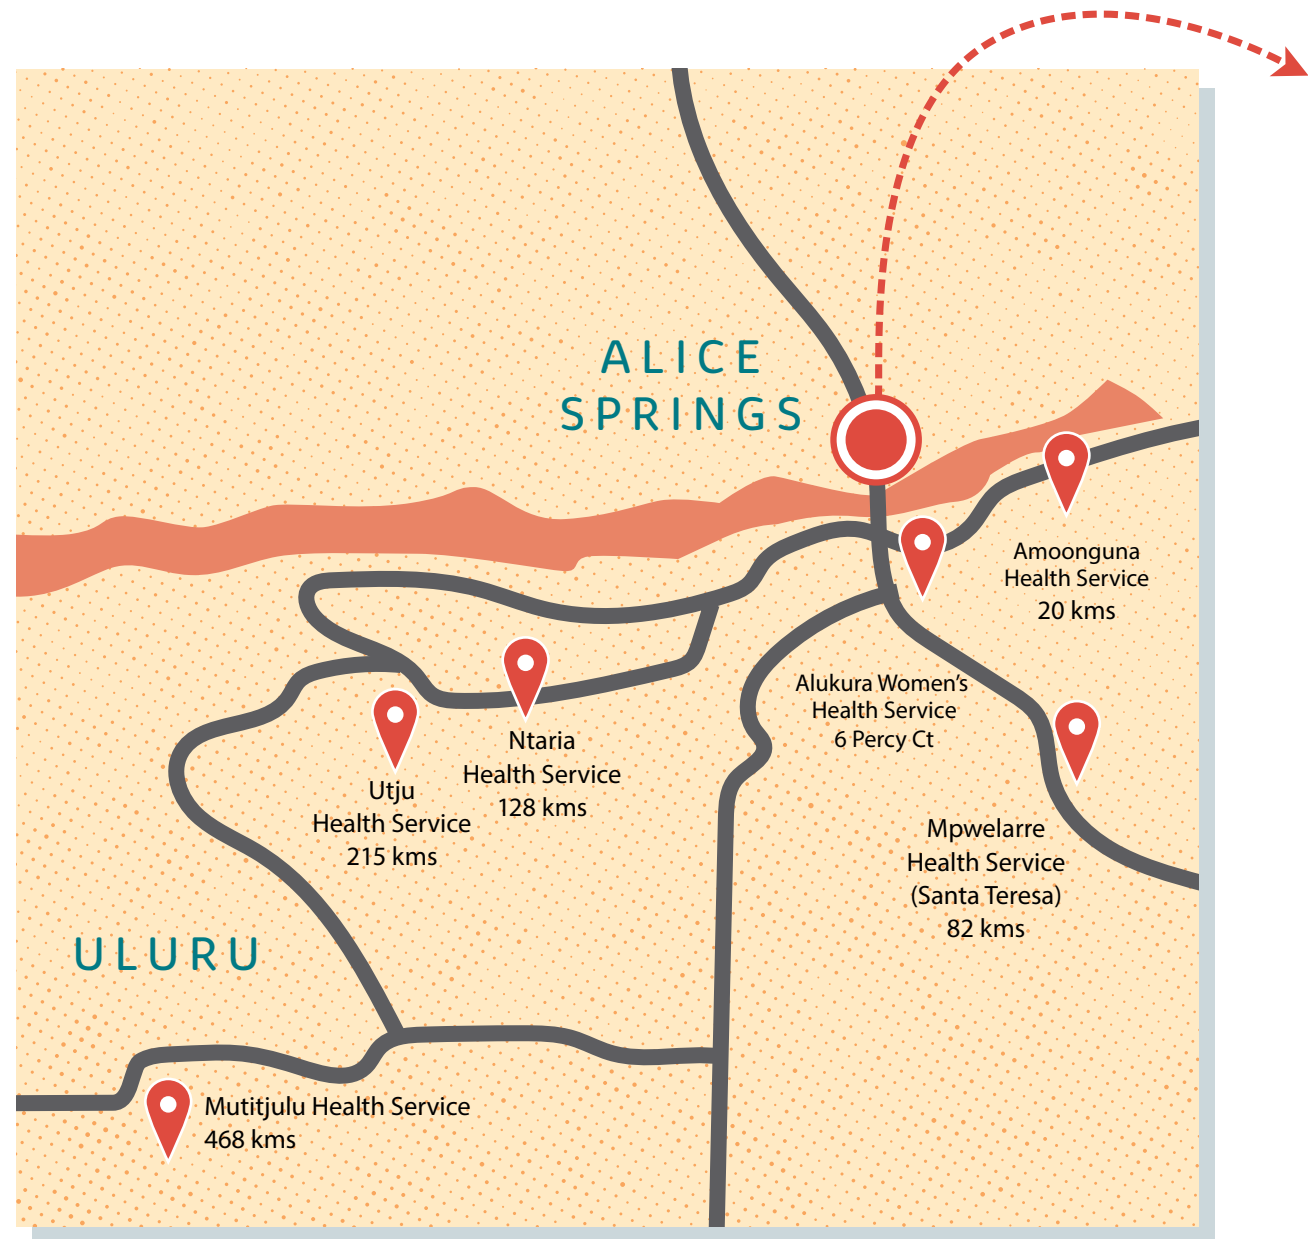 ALICE
SPRINGS
Amoonguna
Health Service
20 kms
Alukura Women's
Health Service
6 Percy Ct
Ntaria
Health Service
128 kms
Utju
Health Service
215 kms
Mpwelarre
Health Service
(Santa Teresa)
82 kms
ULURU
Mutitjulu Health Service
468 kms